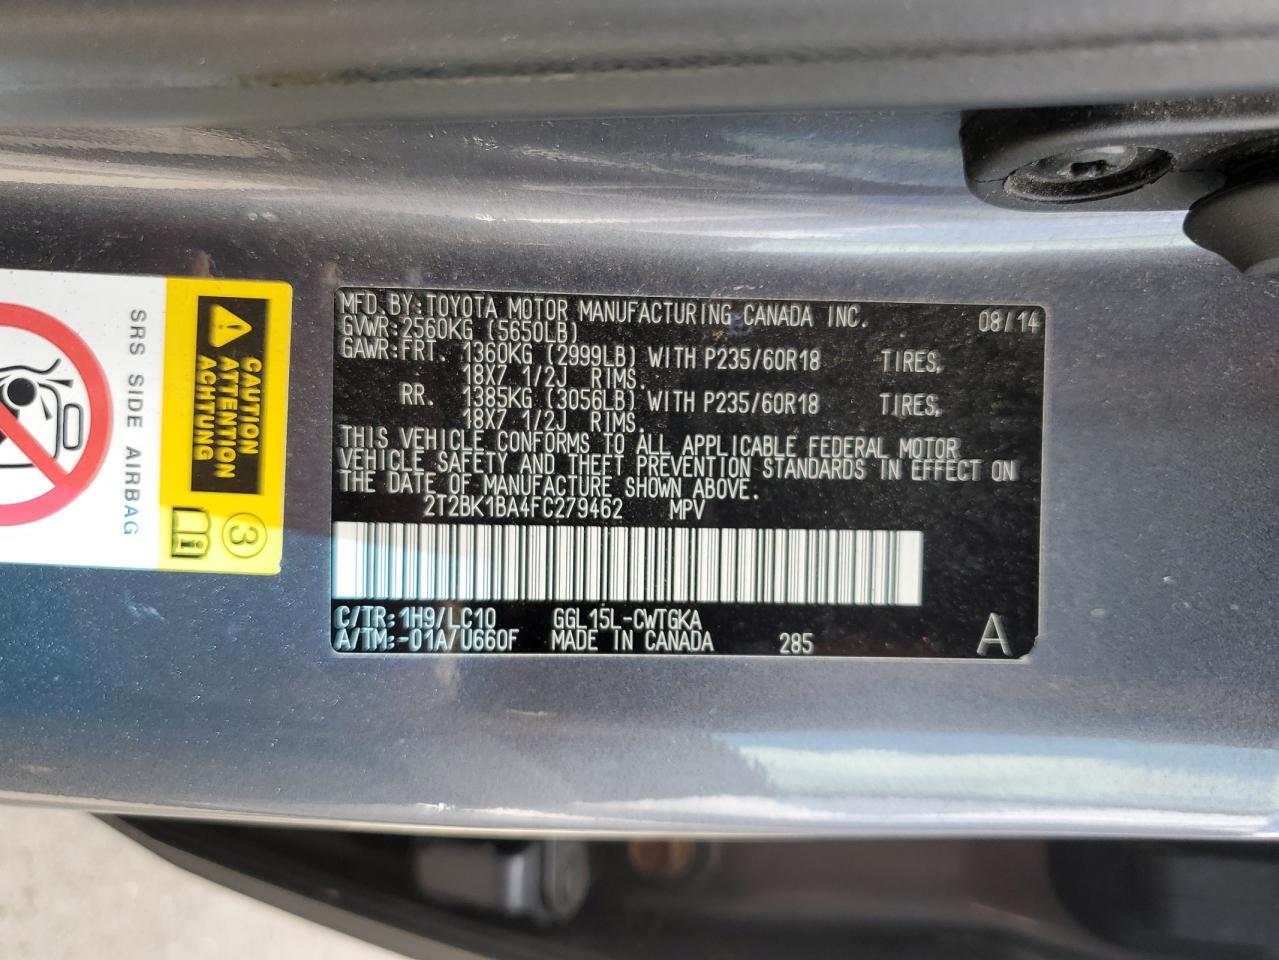 MFD.BY:TOYOTA MOTOR MANUFACTURING CANADA INC. 08/14
GVWR:2560KG (5650LB)
GAWR:FRT. 1360KG (2999LB) WITH P235/60R18 TIRES,
18X7 1/2J RIMS.
RR. 1385KG (3056LB) WITH P235/60R18 TIRES,
18X7 1/2J RIMS.
THIS VEHICLE CONFORMS TO ALL APPLICABLE FEDERAL MOTOR
VEHICLE SAFETY AND THEFT PREVENTION STANDARDS IN EFFECT ON
THE DATE OF MANUFACTURE SHOWN ABOVE.
2T2BK1BA4FC279462 MPV
C/TR:1H9/LC10 GGL15L-CWTGKA
A/TM:-01A/U660F MADE IN CANADA 285 A
CAUTION
ATTENTION
ACHTUNG
3
i
SRS SIDE AIRBAG